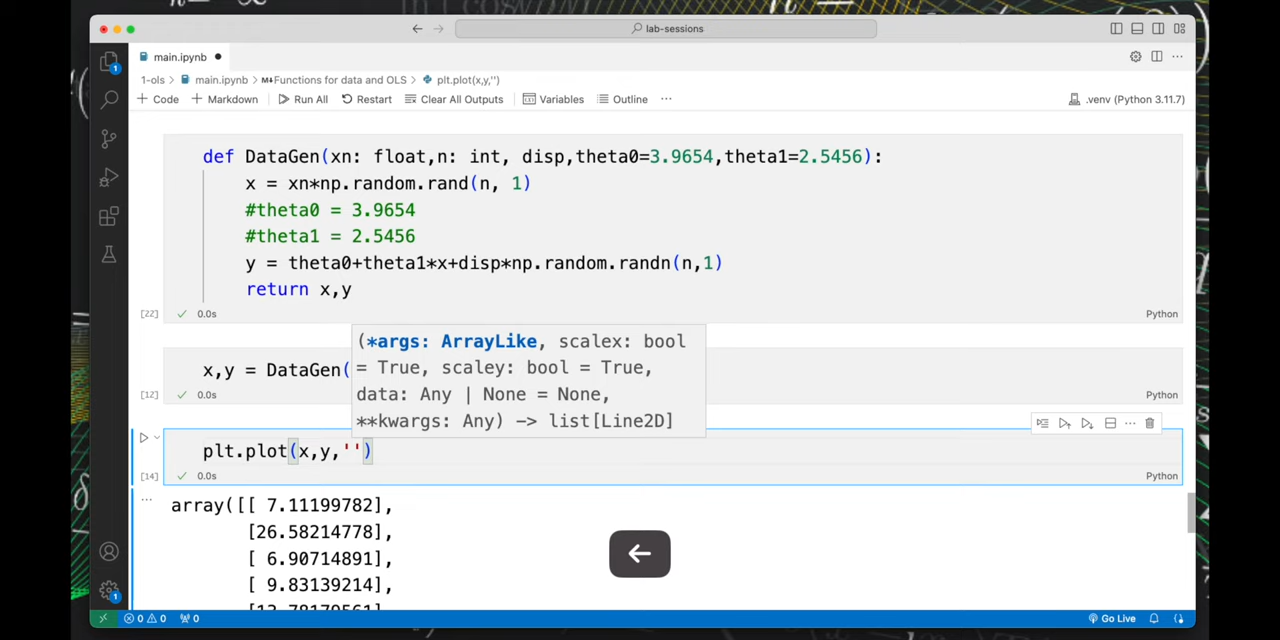 lab-sessions
main.ipynb
1-ols > main.ipynb > M↓Functions for data and OLS > plt.plot(x,y,'')
+ Code + Markdown Run All Restart Clear All Outputs Variables Outline ... .venv (Python 3.11.7)
def DataGen(xn: float,n: int, disp,theta0=3.9654,theta1=2.5456):
x = xn*np.random.rand(n, 1)
#theta0 = 3.9654
#theta1 = 2.5456
y = theta0+theta1*x+disp*np.random.randn(n,1)
return x,y
[22] 0.0s Python
(*args: ArrayLike, scalex: bool
= True, scaley: bool = True,
data: Any | None = None,
**kwargs: Any) -> list[Line2D]
x,y = DataGen(
[12] 0.0s Python
plt.plot(x,y,'')
[14] 0.0s Python
array([[ 7.11199782],
[26.58214778],
[ 6.90714891],
[ 9.83139214],
1
1
0 0 0 Go Live